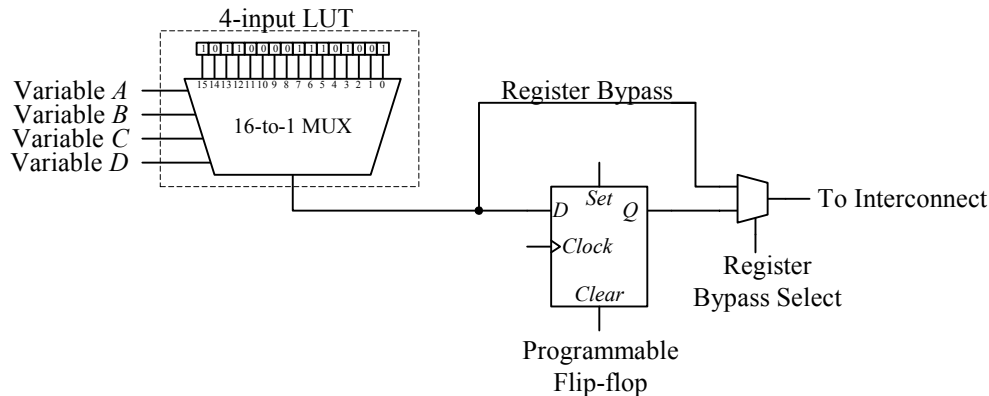 4-input LUT
1 0 1 1 0 0 0 0 1 1 1 0 1 0 0 1
15 14 13 12 11 10 9 8 7 6 5 4 3 2 1 0
Variable A
Variable B
Variable C
Variable D
16-to-1 MUX
Register Bypass
Set
D
Q
Clock
Clear
To Interconnect
Register
Bypass Select
Programmable
Flip-flop